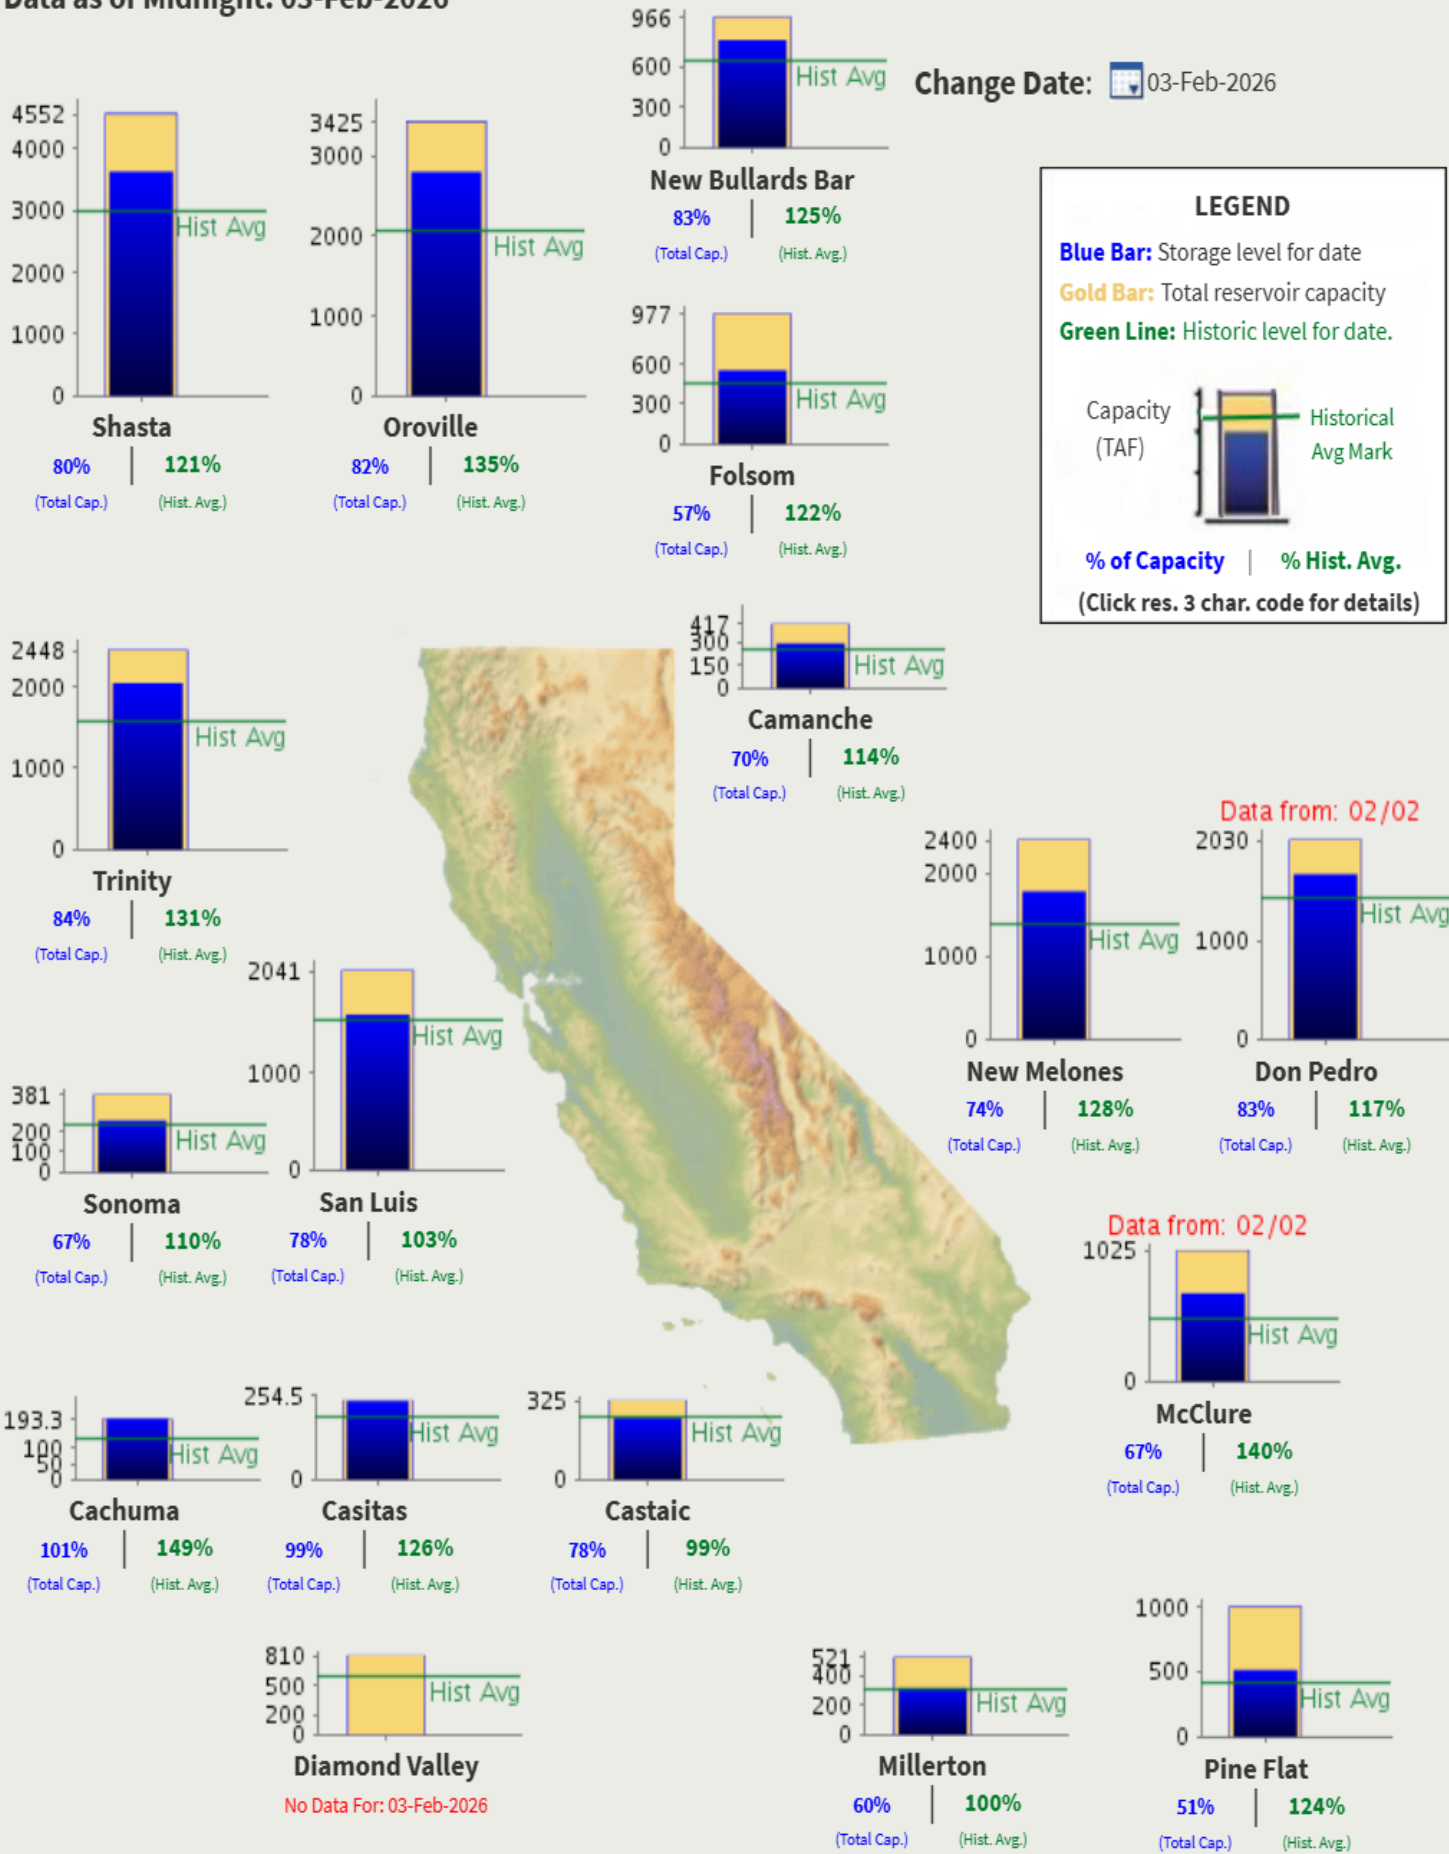 Data as of Midnight: 03-Feb-2026
Change Date: 03-Feb-2026
966
600
300
0
Hist Avg
New Bullards Bar
83% | 125%
(Total Cap.) (Hist. Avg.)
4552
4000
3000
2000
1000
0
Hist Avg
Shasta
80% | 121%
(Total Cap.) (Hist. Avg.)
3425
3000
2000
1000
0
Hist Avg
Oroville
82% | 135%
(Total Cap.) (Hist. Avg.)
977
600
300
0
Hist Avg
Folsom
57% | 122%
(Total Cap.) (Hist. Avg.)
LEGEND
Blue Bar: Storage level for date
Gold Bar: Total reservoir capacity
Green Line: Historic level for date.
Capacity
(TAF)
Historical
Avg Mark
% of Capacity | % Hist. Avg.
(Click res. 3 char. code for details)
2448
2000
1000
0
Hist Avg
Trinity
84% | 131%
(Total Cap.) (Hist. Avg.)
417
300
150
0
Hist Avg
Camanche
70% | 114%
(Total Cap.) (Hist. Avg.)
2400
2000
1000
0
Hist Avg
New Melones
74% | 128%
(Total Cap.) (Hist. Avg.)
Data from: 02/02
2030
1000
0
Hist Avg
Don Pedro
83% | 117%
(Total Cap.) (Hist. Avg.)
381
200
100
0
Hist Avg
Sonoma
67% | 110%
(Total Cap.) (Hist. Avg.)
2041
1000
0
Hist Avg
San Luis
78% | 103%
(Total Cap.) (Hist. Avg.)
Data from: 02/02
1025
0
Hist Avg
McClure
67% | 140%
(Total Cap.) (Hist. Avg.)
193.3
100
50
0
Hist Avg
Cachuma
101% | 149%
(Total Cap.) (Hist. Avg.)
254.5
0
Hist Avg
Casitas
99% | 126%
(Total Cap.) (Hist. Avg.)
325
0
Hist Avg
Castaic
78% | 99%
(Total Cap.) (Hist. Avg.)
810
500
200
0
Hist Avg
Diamond Valley
No Data For: 03-Feb-2026
521
400
200
0
Hist Avg
Millerton
60% | 100%
(Total Cap.) (Hist. Avg.)
1000
500
0
Hist Avg
Pine Flat
51% | 124%
(Total Cap.) (Hist. Avg.)